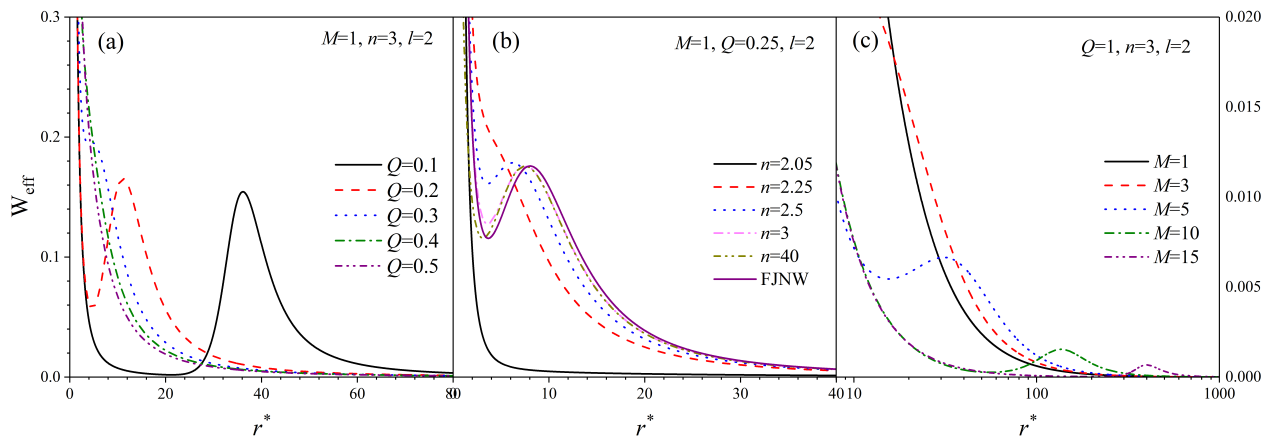 0.3
0.2
0.1
0.0
W_eff
(a)
M=1, n=3, l=2
Q=0.1
Q=0.2
Q=0.3
Q=0.4
Q=0.5
0 20 40 60 80
r*
(b)
M=1, Q=0.25, l=2
n=2.05
n=2.25
n=2.5
n=3
n=40
FJNW
0 10 20 30 40
r*
(c)
Q=1, n=3, l=2
M=1
M=3
M=5
M=10
M=15
10 100 1000
r*
0.020
0.015
0.010
0.005
0.000